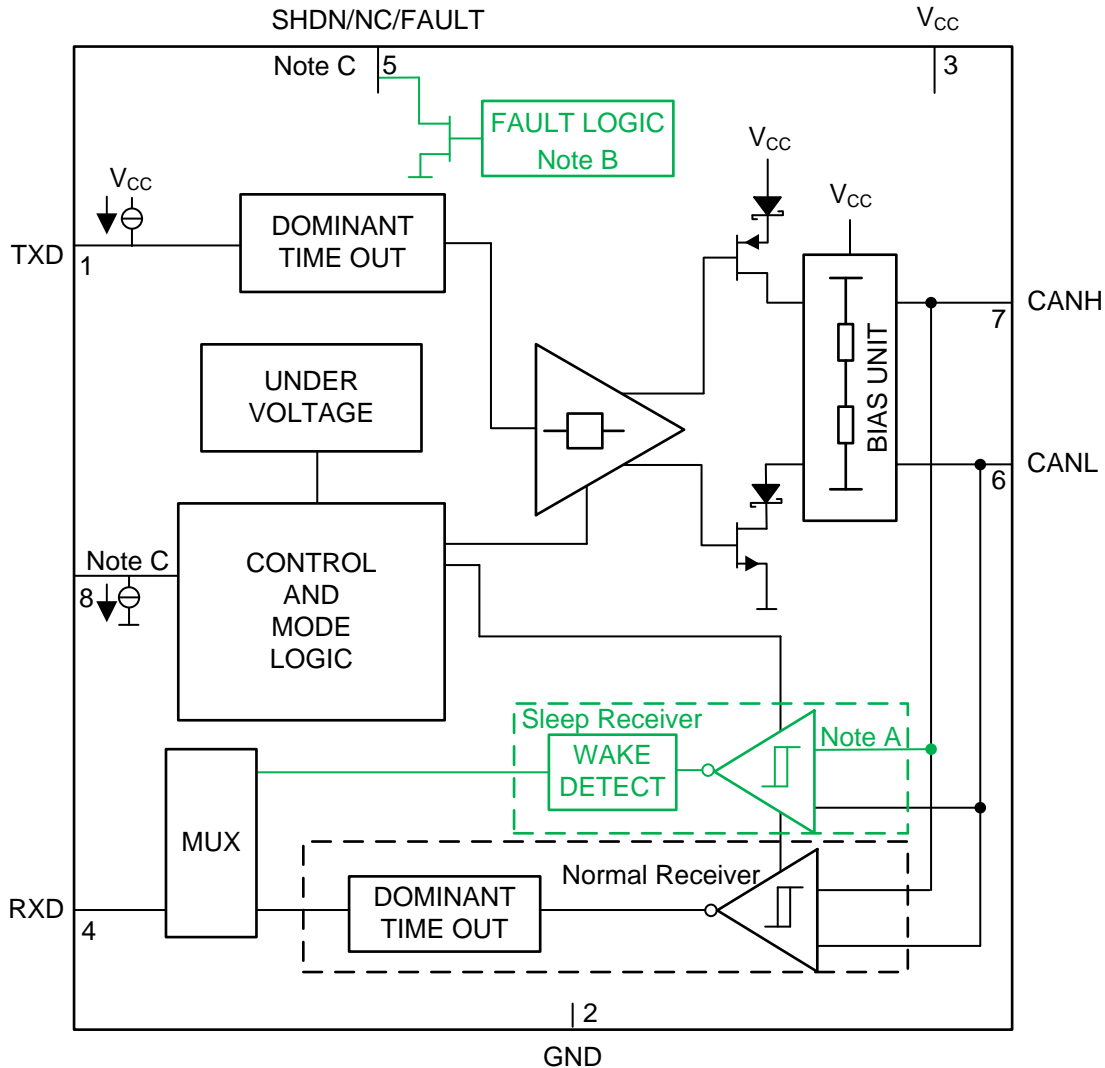 SHDN/NC/FAULT
VCC
Note C
5
3
FAULT LOGIC
Note B
VCC
VCC
VCC
DOMINANT
TIME OUT
TXD
1
CANH
7
UNDER
VOLTAGE
BIAS UNIT
CANL
6
Note C
8
CONTROL
AND
MODE
LOGIC
Sleep Receiver
Note A
WAKE
DETECT
MUX
Normal Receiver
RXD
4
DOMINANT
TIME OUT
2
GND